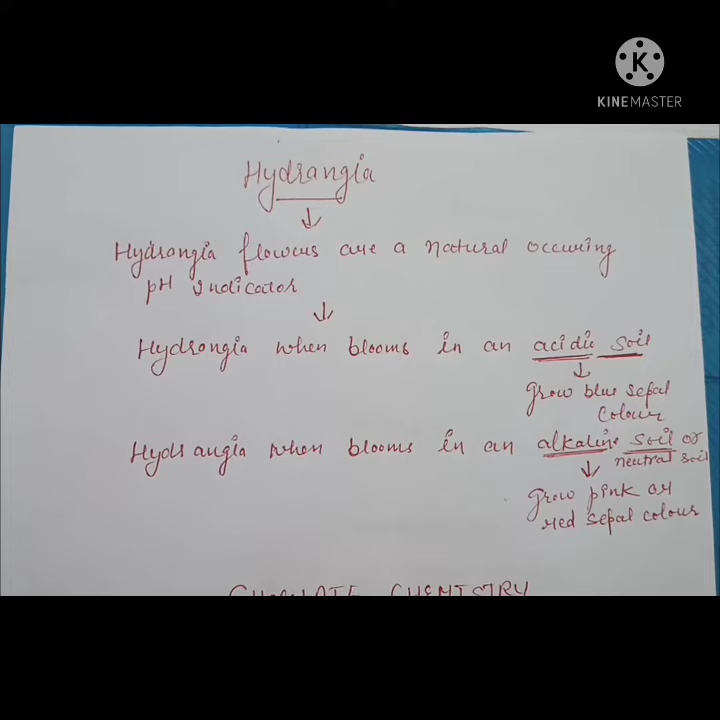 K
KINEMASTER
Hydrangia
Hydrangia flowers are a natural occuring
pH indicator
Hydrangia when blooms in an acidic soil
Grow blue sepal
colour
Hydrangia when blooms in an alkaline soil or
neutral soil
Grow pink or
red sepal colour
CHEMISTRY